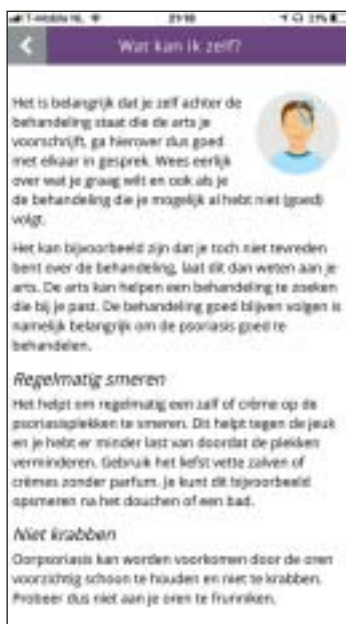 T-Mobile NL
21:10
Wat kan ik zelf?
Het is belangrijk dat je zelf achter de
behandeling staat die de arts je
voorschrijft, ga hierover dus goed
met elkaar in gesprek. Wees eerlijk
over wat je graag wilt en ook als je
de behandeling die je mogelijk al hebt niet (goed)
volgt.
Het kan bijvoorbeeld zijn dat je toch niet tevreden
bent over de behandeling, laat dit dan weten aan je
arts. De arts kan helpen een behandeling te zoeken
die bij je past. De behandeling goed blijven volgen is
namelijk belangrijk om de psoriasis goed te
behandelen.
Regelmatig smeren
Het helpt om regelmatig een zalf of crème op de
psoriasisplekken te smeren. Dit helpt tegen de jeuk
en je hebt er minder last van doordat de plekken
verminderen. Gebruik het liefst vette zalven of
crèmes zonder parfum. Je kunt dit bijvoorbeeld
opsmeren na het douchen of een bad.
Niet krabben
Oorpsoriasis kan worden voorkomen door de oren
voorzichtig schoon te houden en niet te krabben.
Probeer dus niet aan je oren te frunniken.